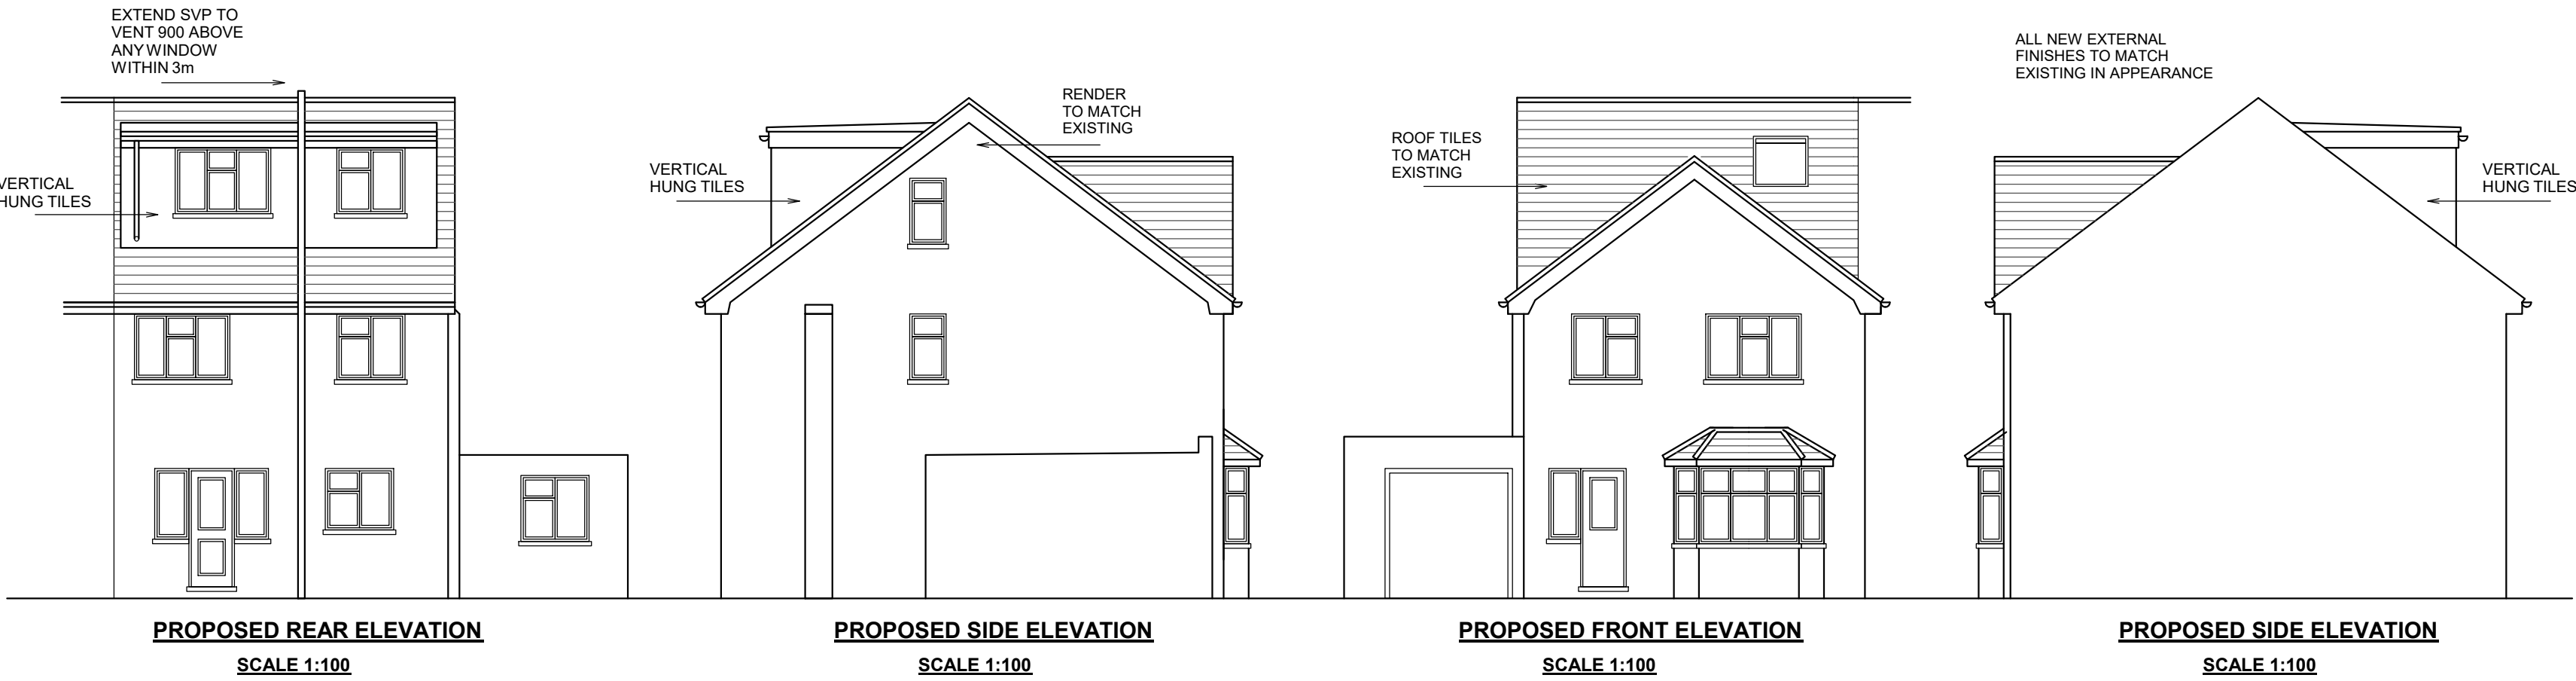 EXTEND SVP TO
VENT 900 ABOVE
ANY WINDOW
WITHIN 3m
VERTICAL
HUNG TILES
PROPOSED REAR ELEVATION
SCALE 1:100
VERTICAL
HUNG TILES
RENDER
TO MATCH
EXISTING
PROPOSED SIDE ELEVATION
SCALE 1:100
ROOF TILES
TO MATCH
EXISTING
PROPOSED FRONT ELEVATION
SCALE 1:100
ALL NEW EXTERNAL
FINISHES TO MATCH
EXISTING IN APPEARANCE
VERTICAL
HUNG TILES
PROPOSED SIDE ELEVATION
SCALE 1:100